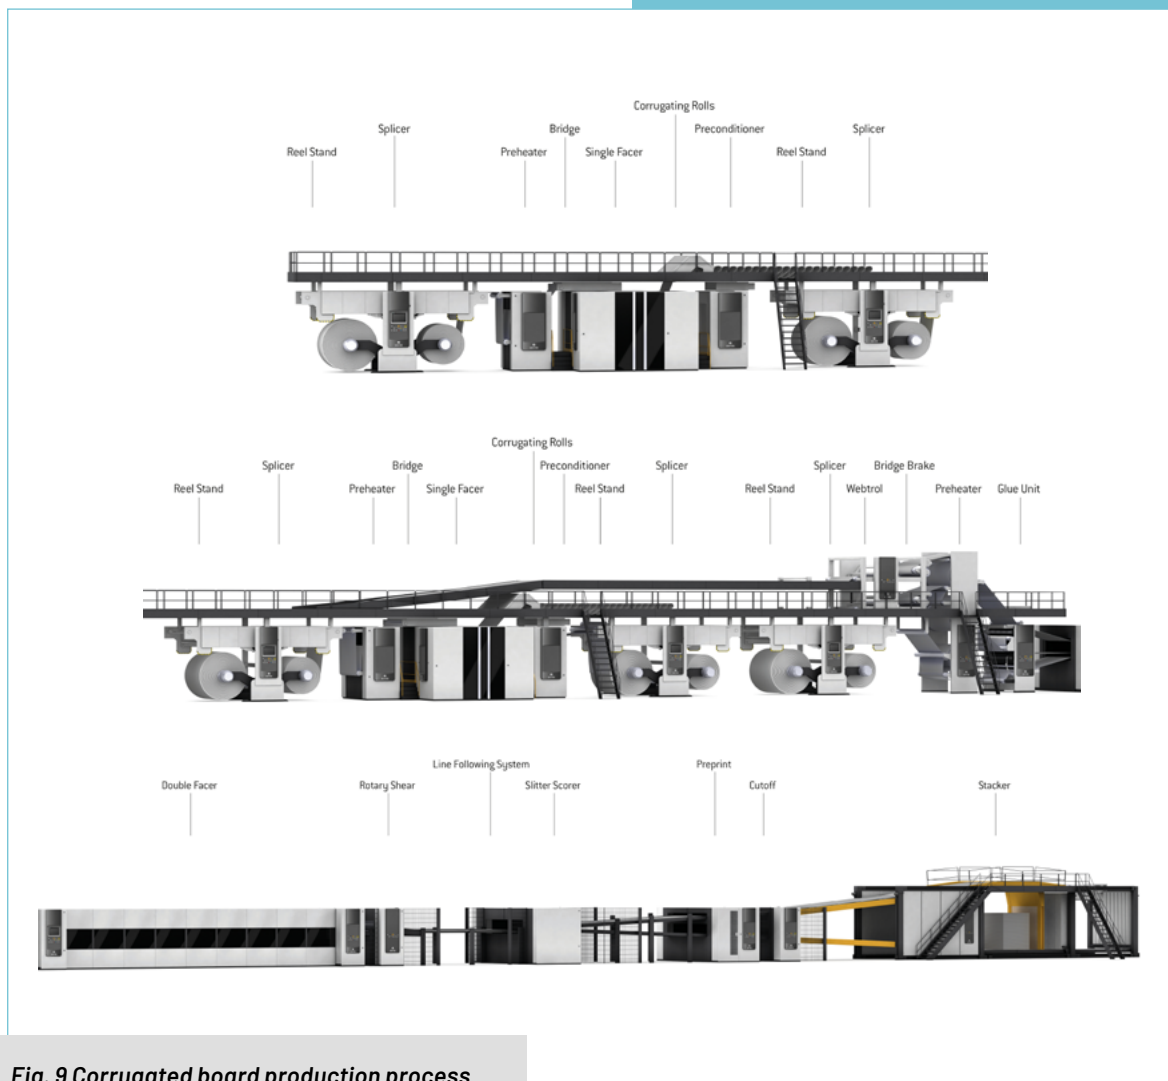 Corrugating Rolls
Splicer
Bridge
Preconditioner
Splicer
Reel Stand
Preheater
Single Facer
Reel Stand
Corrugating Rolls
Splicer
Bridge
Preconditioner
Splicer
Splicer
Bridge Brake
Reel Stand
Preheater
Single Facer
Reel Stand
Reel Stand
Webtrol
Preheater
Glue Unit
Line Following System
Preprint
Double Facer
Rotary Shear
Slitter Scorer
Cutoff
Stacker
Fig. 9 Corrugated board production process